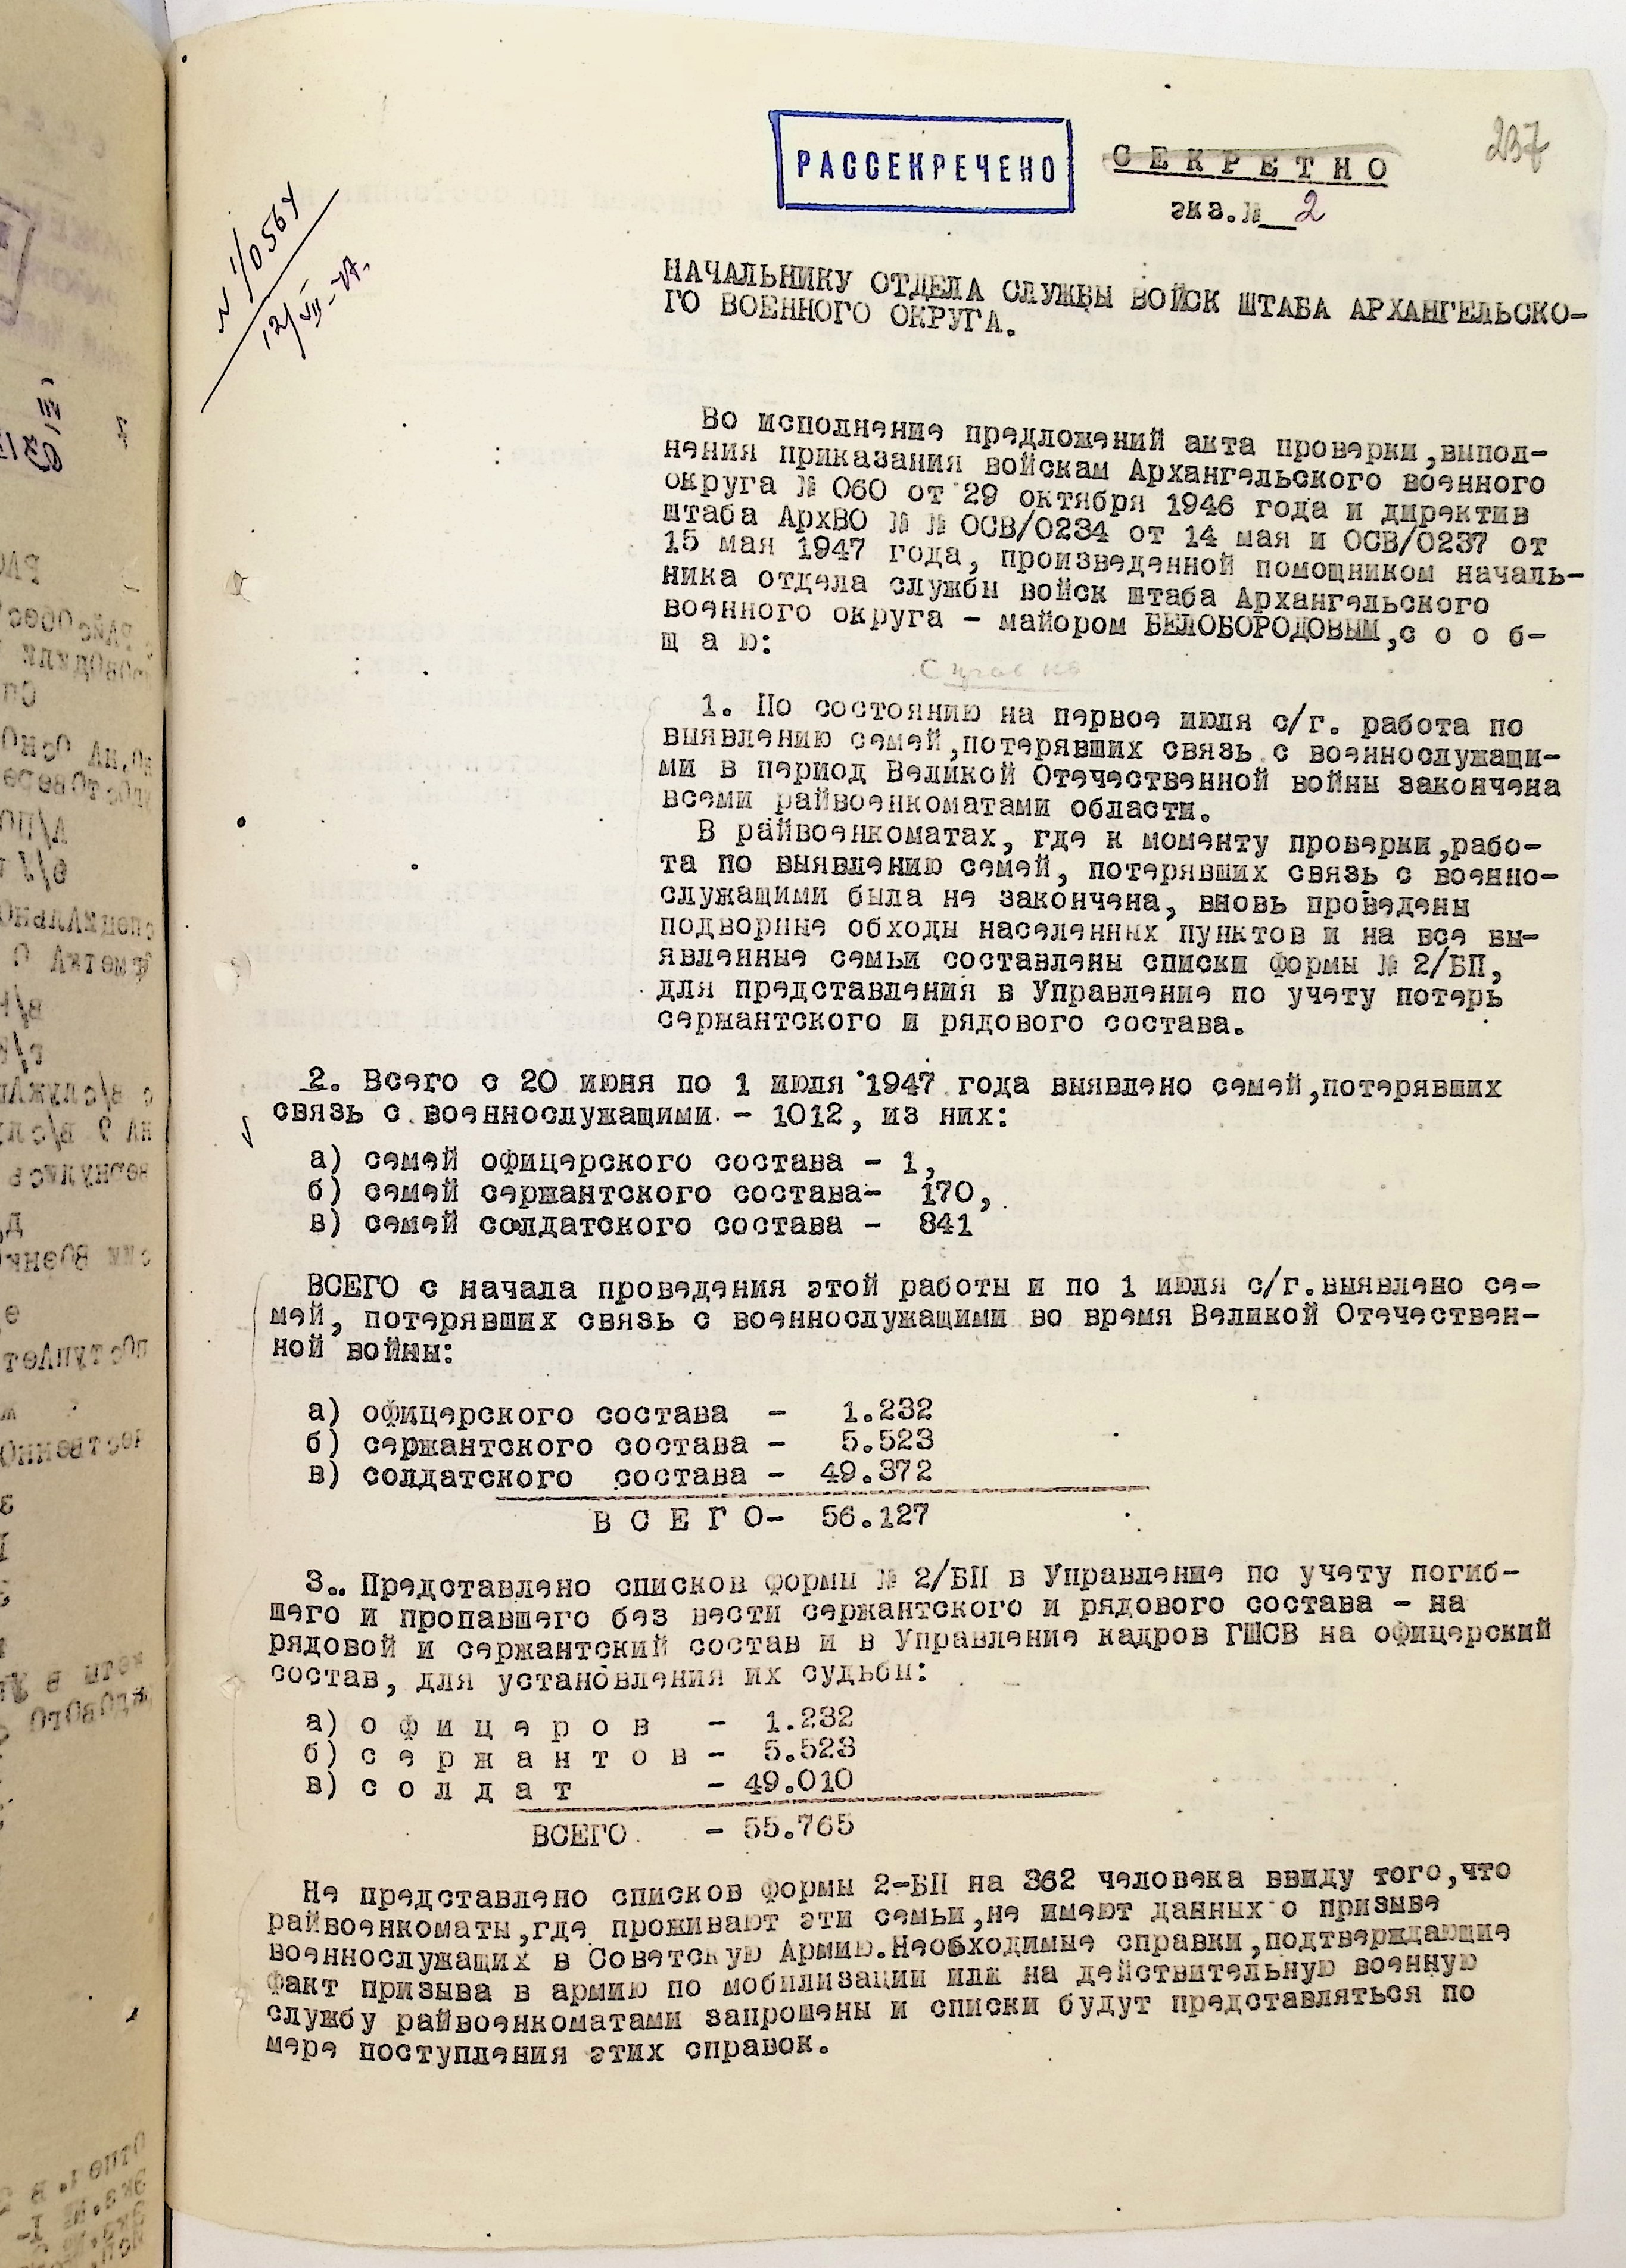 237
РАССЕКРЕЧЕНО
СЕКРЕТНО
экз.№ 2
N 1/0564
12/VII-47.
НАЧАЛЬНИКУ ОТДЕЛА СЛУЖБЫ ВОЙСК ШТАБА АРХАНГЕЛЬСКО-
ГО ВОЕННОГО ОКРУГА.
Во исполнение предложений акта проверки,выпол-
нения приказания войскам Архангельского военного
округа № 060 от 29 октября 1946 года и директив
штаба АрхВО № № ОСВ/0234 от 14 мая и ОСВ/0237 от
15 мая 1947 года, произведенной помощником началь-
ника отдела службы войск штаба Архангельского
военного округа - майором БЕЛОБОРОДОВЫМ,с о о б-
щ а ю:
Справка
1. По состоянию на первое июля с/г. работа по
выявлению семей,потерявших связь с военнослужащи-
ми в период Великой Отечественной войны закончена
всеми райвоенкоматами области.
В райвоенкоматах, где к моменту проверки,рабо-
та по выявлению семей, потерявших связь с военно-
служащими была не закончена, вновь проведены
подворные обходы населенных пунктов и на все вы-
явленные семьи составлены списки формы № 2/БП,
для представления в Управление по учету потерь
сержантского и рядового состава.
2. Всего с 20 июня по 1 июля 1947 года выявлено семей,потерявших
связь с военнослужащими - 1012, из них:
а) семей офицерского состава - 1,
б) семей сержантского состава- 170,
в) семей солдатского состава - 841
ВСЕГО с начала проведения этой работы и по 1 июля с/г.выявлено се-
мей, потерявших связь с военнослужащими во время Великой Отечествен-
ной войны:
а) офицерского состава - 1.232
б) сержантского состава - 5.523
в) солдатского состава - 49.372
В С Е Г О- 56.127
3.. Представлено списков формы № 2/БП в Управление по учету погиб-
шего и пропавшего без вести сержантского и рядового состава - на
рядовой и сержантский состав и в Управление кадров ГШСВ на офицерский
состав, для установления их судьбы:
а) о ф и ц е р о в - 1.232
б) с е р ж а н т о в - 5.523
в) с о л д а т - 49.010
ВСЕГО - 55.765
Не представлено списков формы 2-БП на 362 человека ввиду того,что
райвоенкоматы,где проживают эти семьи,не имеют данных о призыве
военнослужащих в Советскую Армию.Необходимые справки,подтверждающие
факт призыва в армию по мобилизации или на действительную военную
службу райвоенкоматами запрошены и списки будут представляться по
мере поступления этих справок.